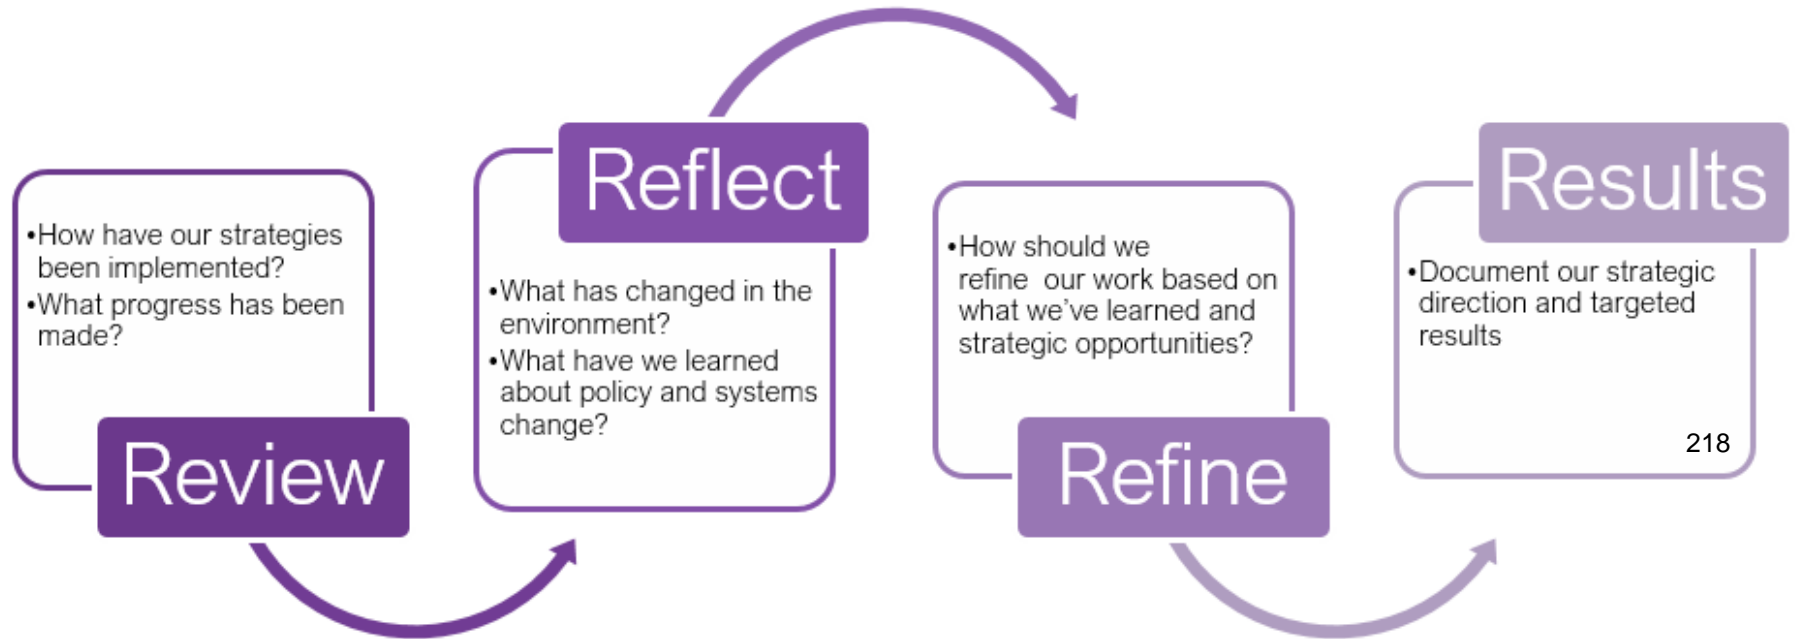 •How have our strategies
been implemented?
•What progress has been
made?
Review
Reflect
•What has changed in the
environment?
•What have we learned
about policy and systems
change?
•How should we
refine  our work based on
what we've learned and
strategic opportunities?
Refine
Results
•Document our strategic
direction and targeted
results
218